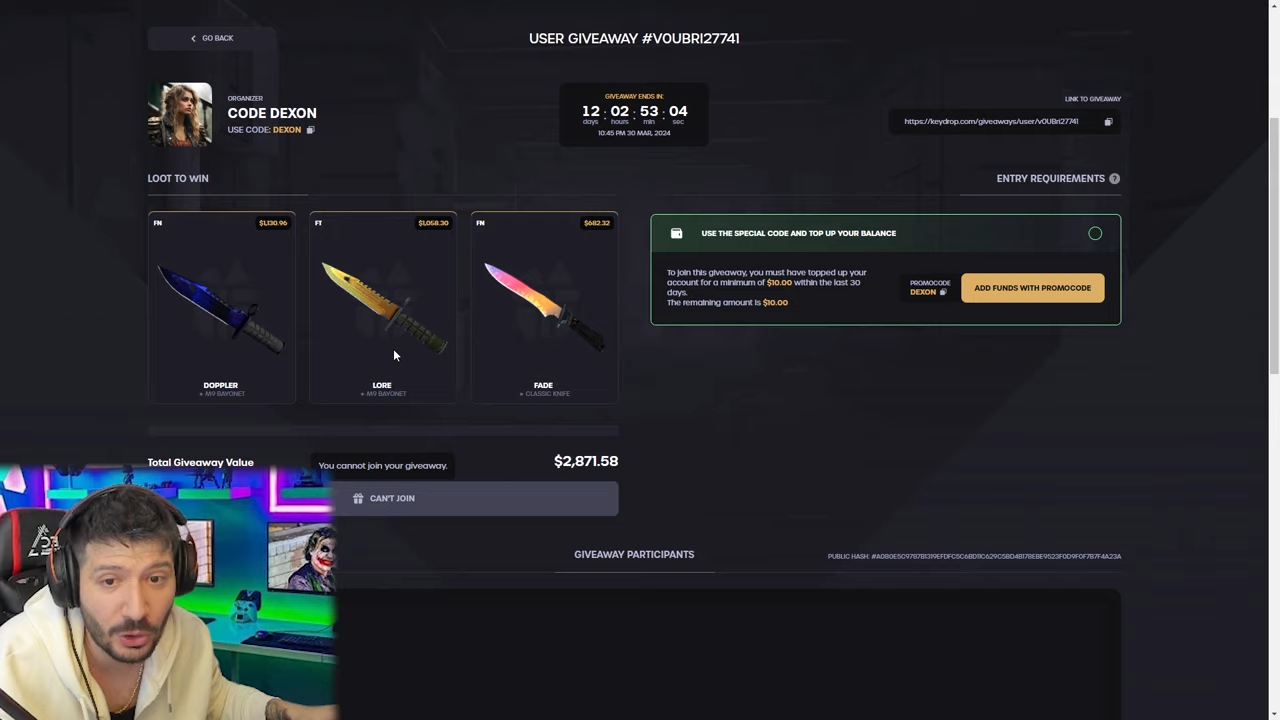 GO BACK
USER GIVEAWAY #V0UBRI27741
ORGANIZER
CODE DEXON
USE CODE: DEXON
GIVEAWAY ENDS IN:
12 : 02 : 53 : 04
days hours min sec
10:45 PM 30 MAR, 2024
LINK TO GIVEAWAY
https://keydrop.com/giveaways/user/v0UBri27741
LOOT TO WIN
ENTRY REQUIREMENTS ?
FN $1,130.96
FT $1,058.30
FN $682.32
DOPPLER
★ M9 BAYONET
LORE
★ M9 BAYONET
FADE
★ CLASSIC KNIFE
USE THE SPECIAL CODE AND TOP UP YOUR BALANCE
To join this giveaway, you must have topped up your
account for a minimum of $10.00 within the last 30
days.
The remaining amount is $10.00
PROMOCODE
DEXON
ADD FUNDS WITH PROMOCODE
Total Giveaway Value
You cannot join your giveaway.
$2,871.58
CAN'T JOIN
GIVEAWAY PARTICIPANTS
PUBLIC HASH: